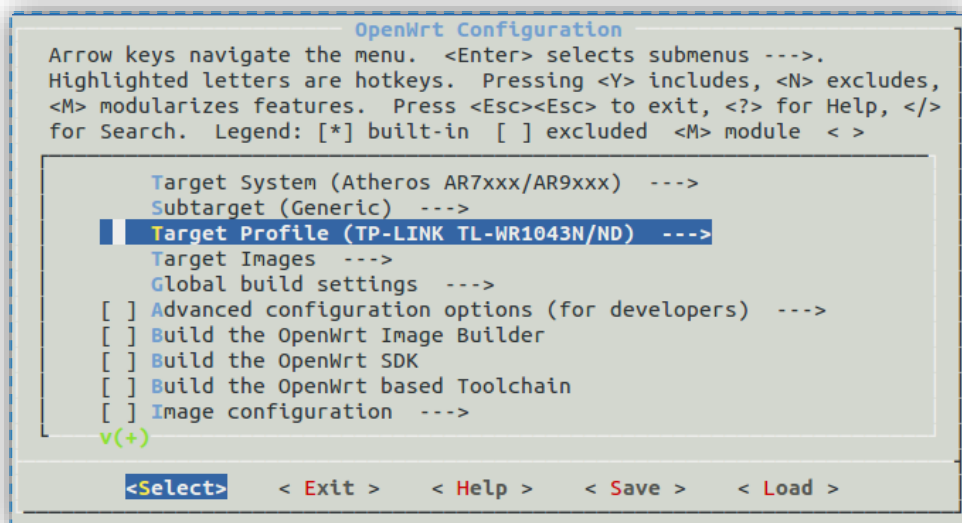 OpenWrt Configuration
Arrow keys navigate the menu.  <Enter> selects submenus --->.
Highlighted letters are hotkeys.  Pressing <Y> includes, <N> excludes,
<M> modularizes features.  Press <Esc><Esc> to exit, <?> for Help, </>
for Search.  Legend: [*] built-in  [ ] excluded  <M> module  < >
Target System (Atheros AR7xxx/AR9xxx)  --->
Subtarget (Generic)  --->
Target Profile (TP-LINK TL-WR1043N/ND)  --->
Target Images  --->
Global build settings  --->
[ ] Advanced configuration options (for developers)  --->
[ ] Build the OpenWrt Image Builder
[ ] Build the OpenWrt SDK
[ ] Build the OpenWrt based Toolchain
[ ] Image configuration  --->
v(+)
<Select>    < Exit >    < Help >    < Save >    < Load >